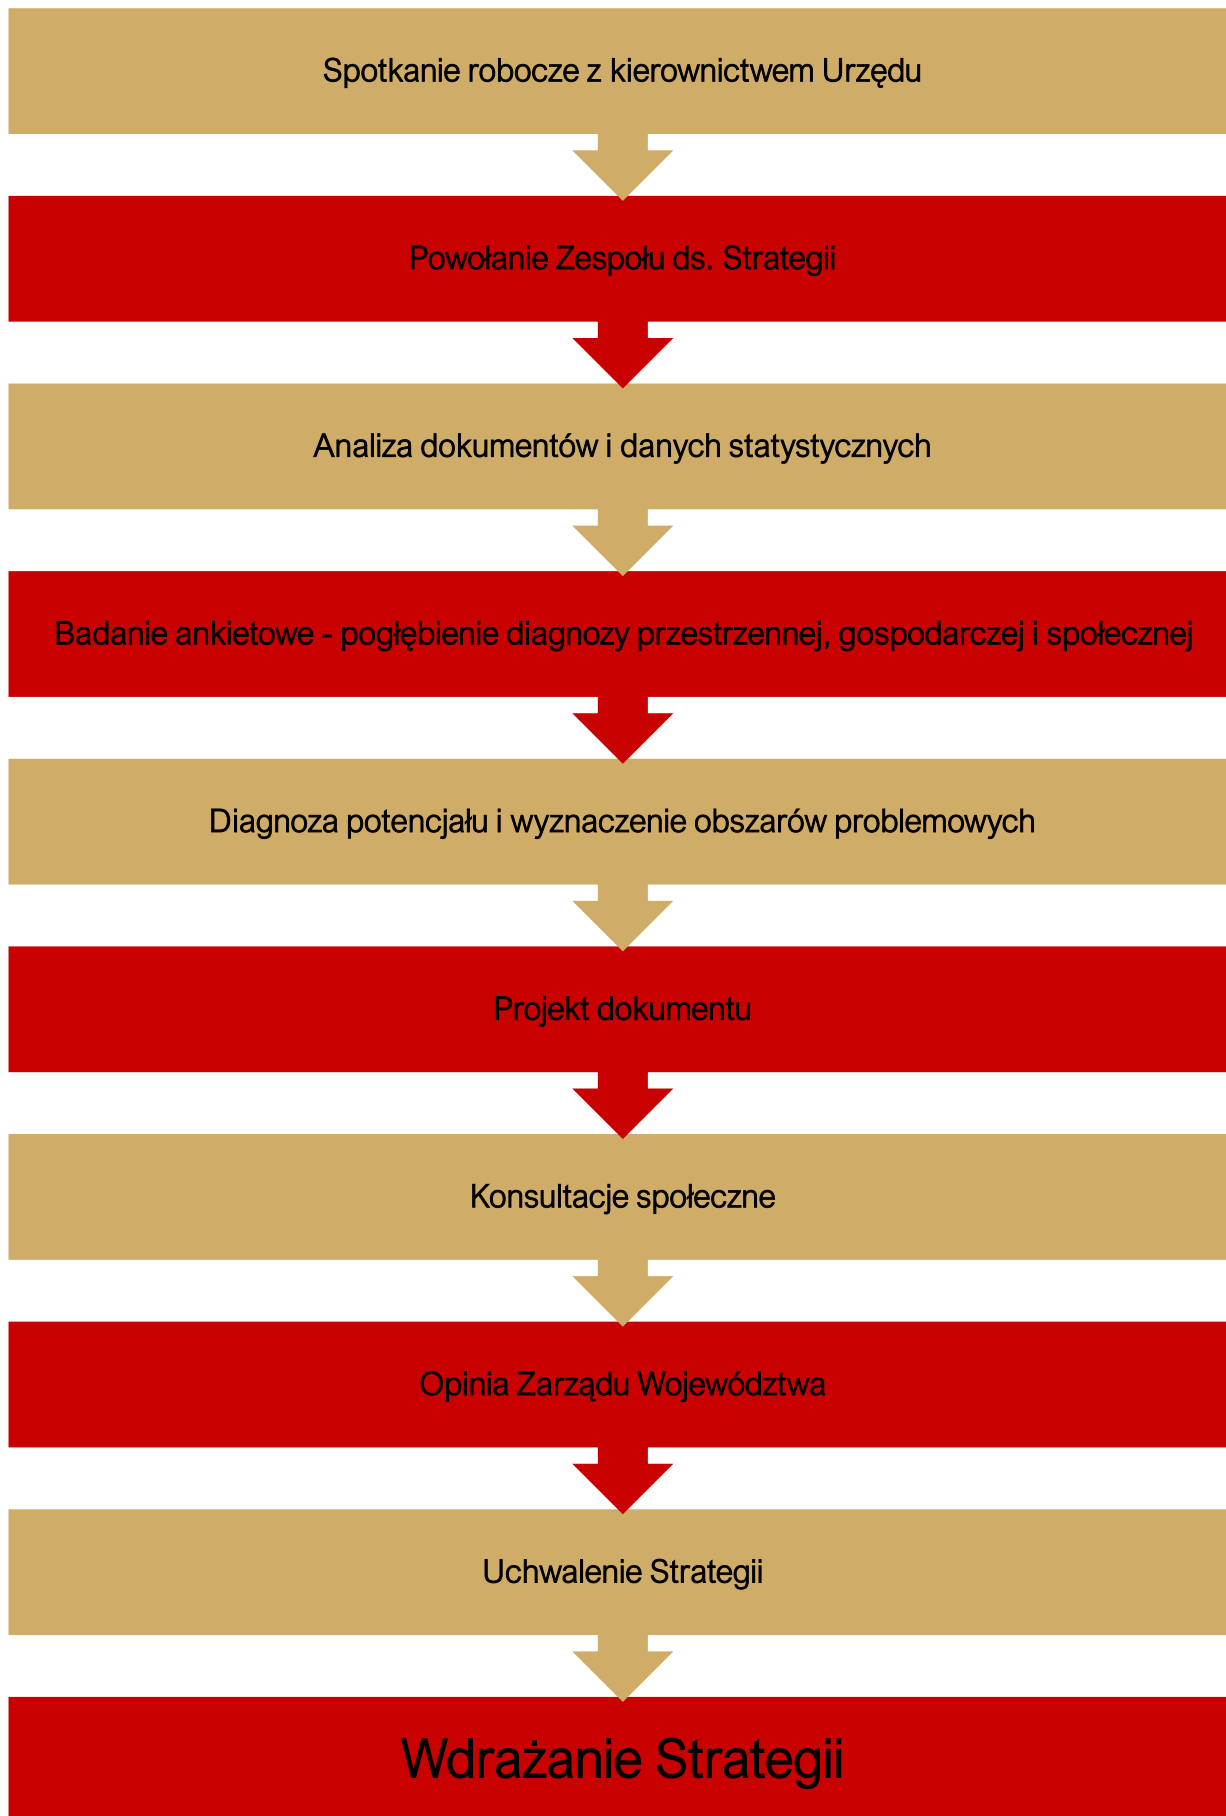 Spotkanie robocze z kierownictwem Urzędu
Powołanie Zespołu ds. Strategii
Analiza dokumentów i danych statystycznych
Badanie ankietowe - pogłębienie diagnozy przestrzennej, gospodarczej i społecznej
Diagnoza potencjału i wyznaczenie obszarów problemowych
Projekt dokumentu
Konsultacje społeczne
Opinia Zarządu Województwa
Uchwalenie Strategii
Wdrażanie Strategii